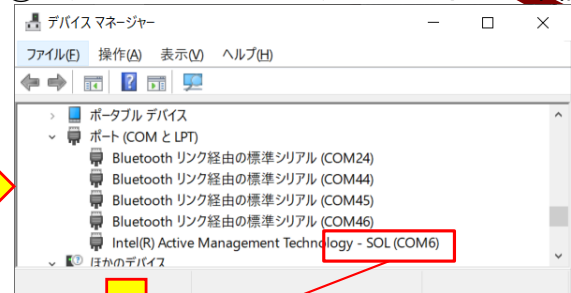 デバイス マネージャー
ファイル(F) 操作(A) 表示(V) ヘルプ(H)
ポータブル デバイス
ポート (COM と LPT)
Bluetooth リンク経由の標準シリアル (COM24)
Bluetooth リンク経由の標準シリアル (COM44)
Bluetooth リンク経由の標準シリアル (COM45)
Bluetooth リンク経由の標準シリアル (COM46)
Intel(R) Active Management Technology - SOL (COM6)
ほかのデバイス